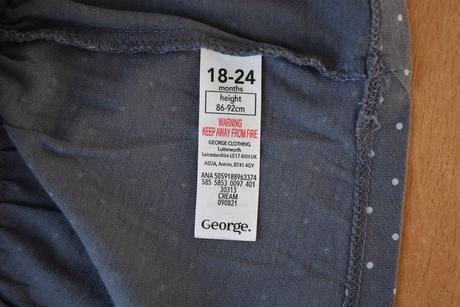 18-24
months
height
86-92cm
WARNING
KEEP AWAY FROM FIRE
GEORGE CLOTHING
Lutterworth
Leicestershire LE17 4XH UK
ASDA, Antrim, BT41 4GY
ANA 5059188963374
585 5853 0097 401
30313
CREAM
090821
George.